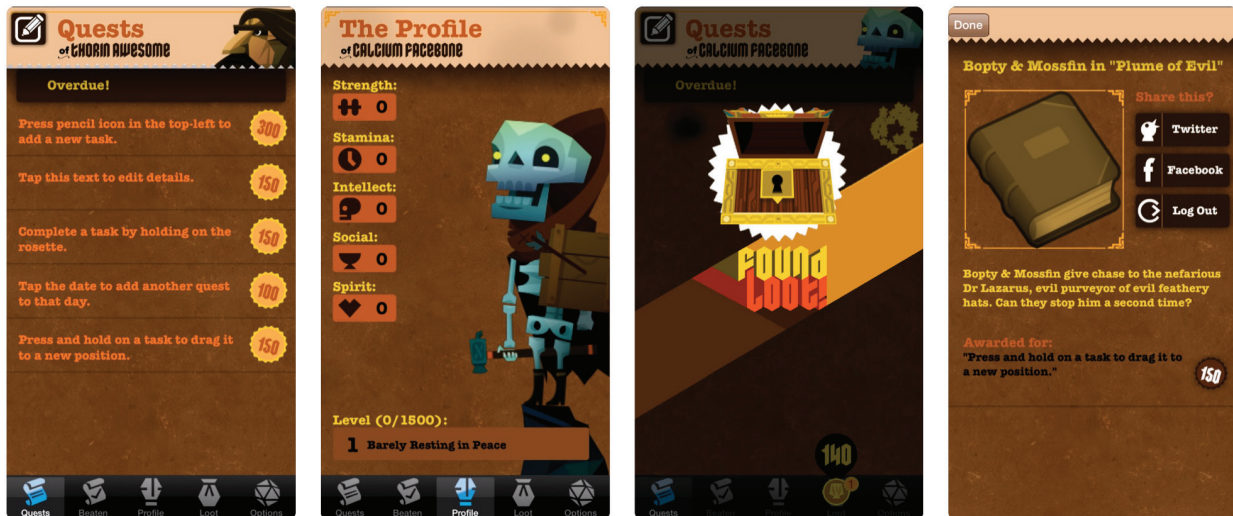 Quests
of THORIN AWESOME
Overdue!
Press pencil icon in the top-left to
add a new task.
300
Tap this text to edit details.
150
Complete a task by holding on the
rosette.
150
Tap the date to add another quest
to that day.
100
Press and hold on a task to drag it
to a new position.
150
Quests Beaten Profile Loot Options
The Profile
of CALCIUM FACEBONE
Strength:
0
Stamina:
0
Intellect:
0
Social:
0
Spirit:
0
Level (0/1500):
1 Barely Resting in Peace
Quests Beaten Profile Loot Options
Quests
of CALCIUM FACEBONE
Overdue!
FOUND
LOOT!
140
1
Quests Beaten Profile Loot Options
Done
Bopty & Mossfin in "Plume of Evil"
Share this?
Twitter
Facebook
Log Out
Bopty & Mossfin give chase to the nefarious
Dr Lazarus, evil purveyor of evil feathery
hats. Can they stop him a second time?
Awarded for:
"Press and hold on a task to drag it to
a new position."
150